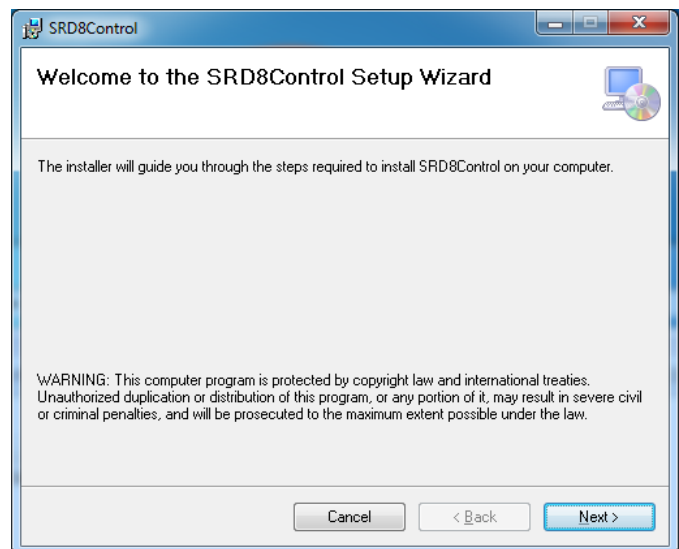 SRD8Control
Welcome to the SRD8Control Setup Wizard
The installer will guide you through the steps required to install SRD8Control on your computer.
WARNING: This computer program is protected by copyright law and international treaties.
Unauthorized duplication or distribution of this program, or any portion of it, may result in severe civil
or criminal penalties, and will be prosecuted to the maximum extent possible under the law.
Cancel
< Back
Next >